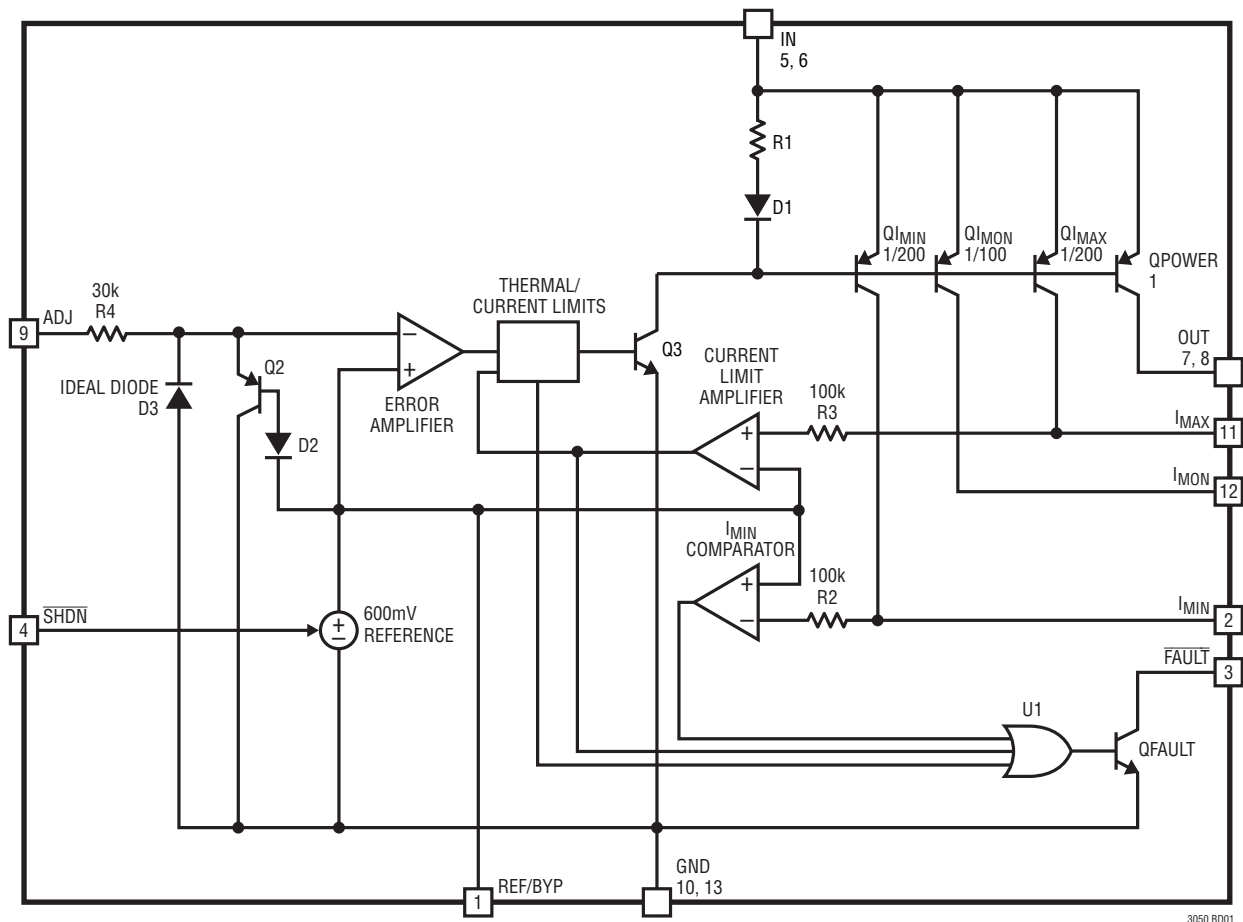 IN
5, 6
R1
D1
QIMIN
1/200
QIMON
1/100
QIMAX
1/200
QPOWER
1
30k
R4
9
ADJ
THERMAL/
CURRENT LIMITS
OUT
7, 8
Q2
−
+
Q3
CURRENT
LIMIT
AMPLIFIER
IDEAL DIODE
D3
ERROR
AMPLIFIER
100k
R3
+
−
IMAX
11
D2
IMON
12
IMIN
COMPARATOR
100k
R2
+
−
4
SHDN
+
−
600mV
REFERENCE
IMIN
2
FAULT
3
U1
QFAULT
REF/BYP
1
GND
10, 13
3050 BD01